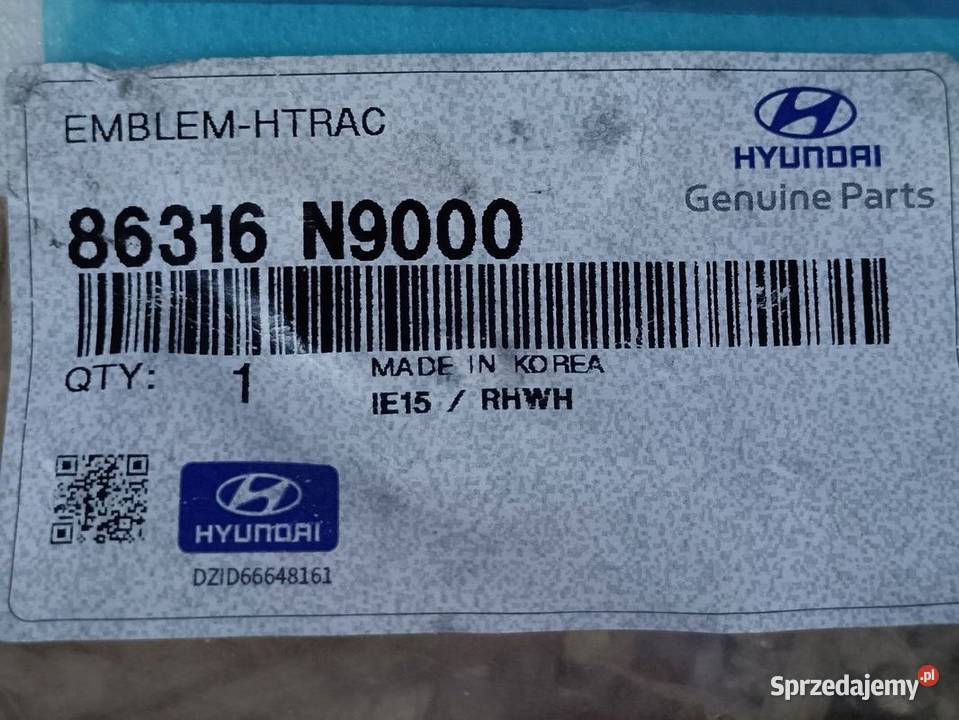 EMBLEM-HTRAC
HYUNDAI
Genuine Parts
86316 N9000
QTY: 1
MADE IN KOREA
IE15 / RHWH
HYUNDAI
DZID66648161
Sprzedajemy.pl